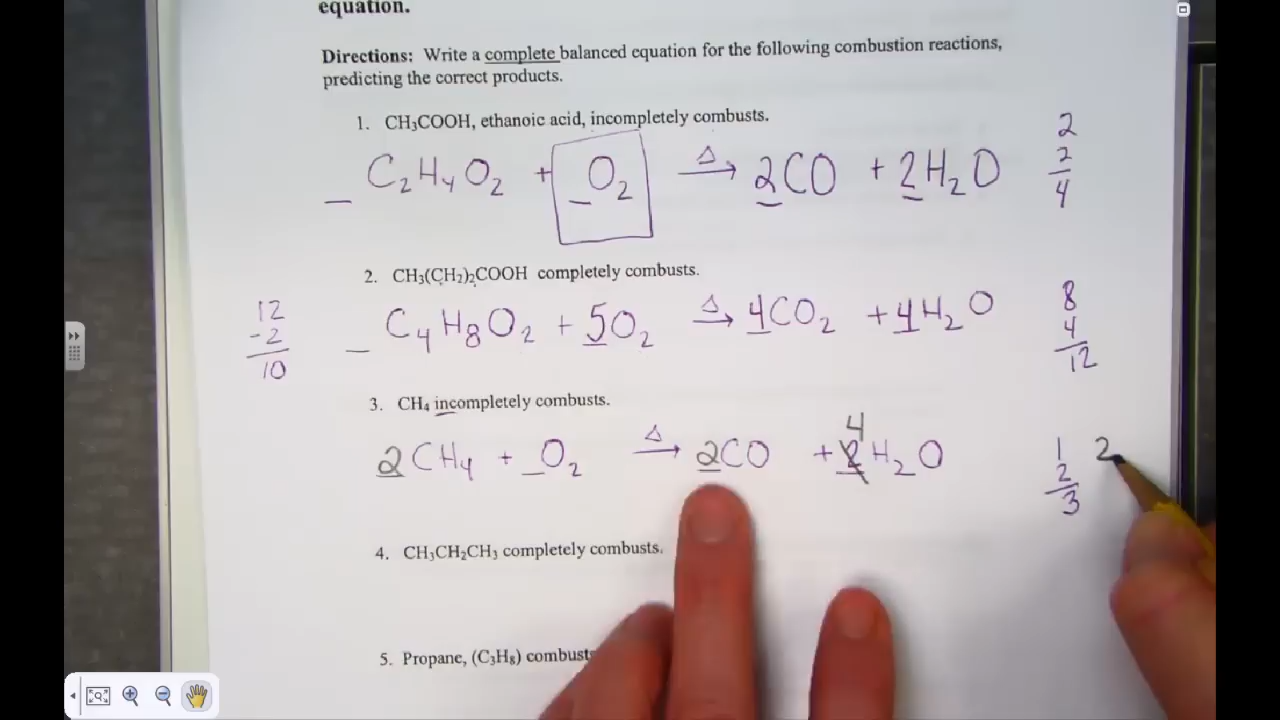 equation.
Directions: Write a complete balanced equation for the following combustion reactions,
predicting the correct products.
1. CH₃COOH, ethanoic acid, incompletely combusts.
_ C₂H₄O₂ + _O₂ Δ→ 2CO + 2H₂O
2
2
4
2. CH₃(CH₂)₂COOH completely combusts.
12
-2
10
_ C₄H₈O₂ + 5O₂ Δ→ 4CO₂ + 4H₂O
8
4
12
3. CH₄ incompletely combusts.
2CH₄ + _O₂ Δ→ 2CO + 4H₂O
1 2
2
3
4. CH₃CH₂CH₃ completely combusts.
5. Propane, (C₃H₈)